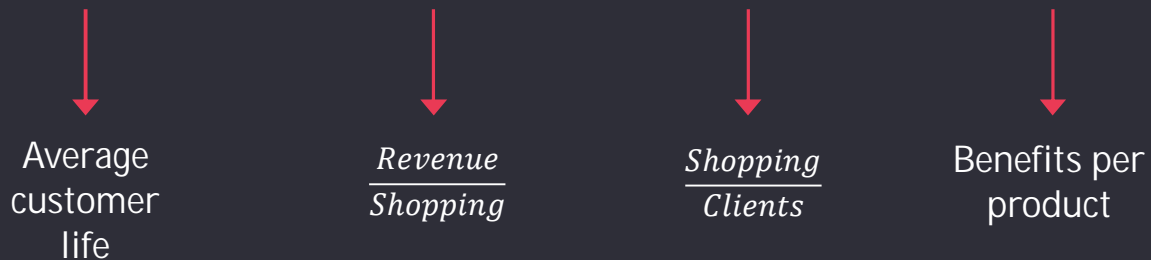 Average
customer
life
Revenue
Shopping
Shopping
Clients
Benefits per
product